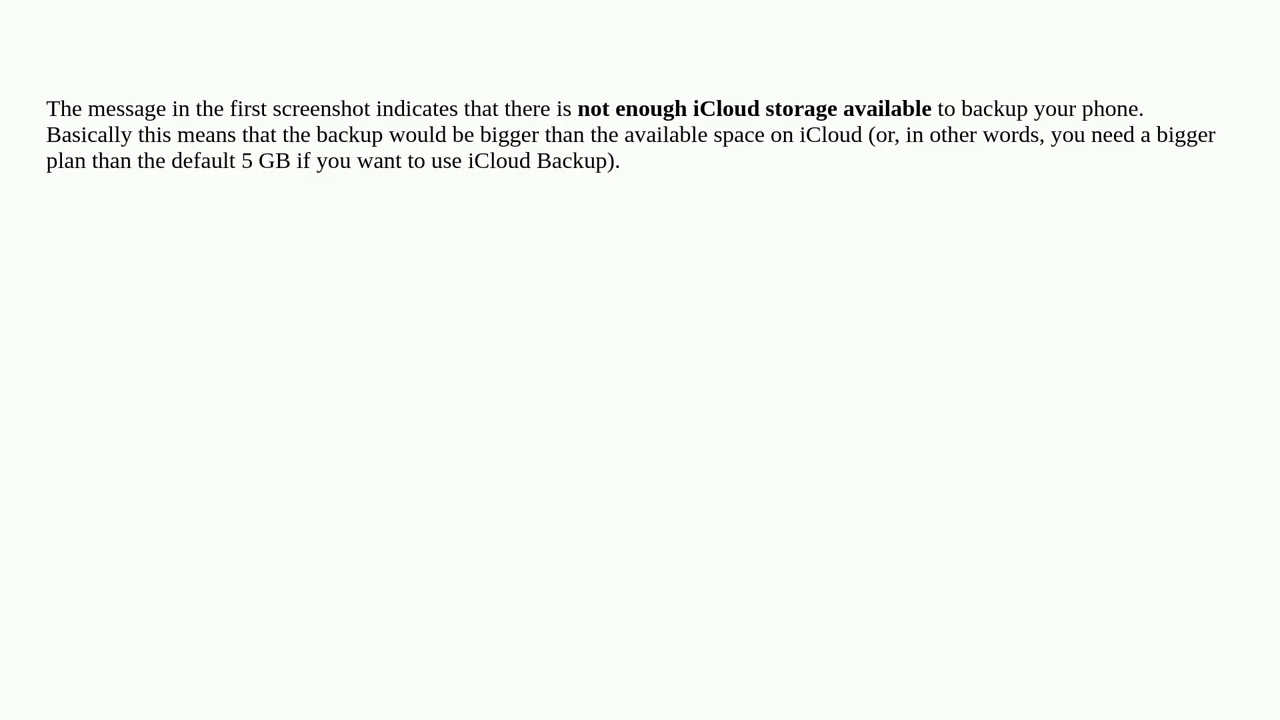 The message in the first screenshot indicates that there is not enough iCloud storage available to backup your phone.
Basically this means that the backup would be bigger than the available space on iCloud (or, in other words, you need a bigger
plan than the default 5 GB if you want to use iCloud Backup).